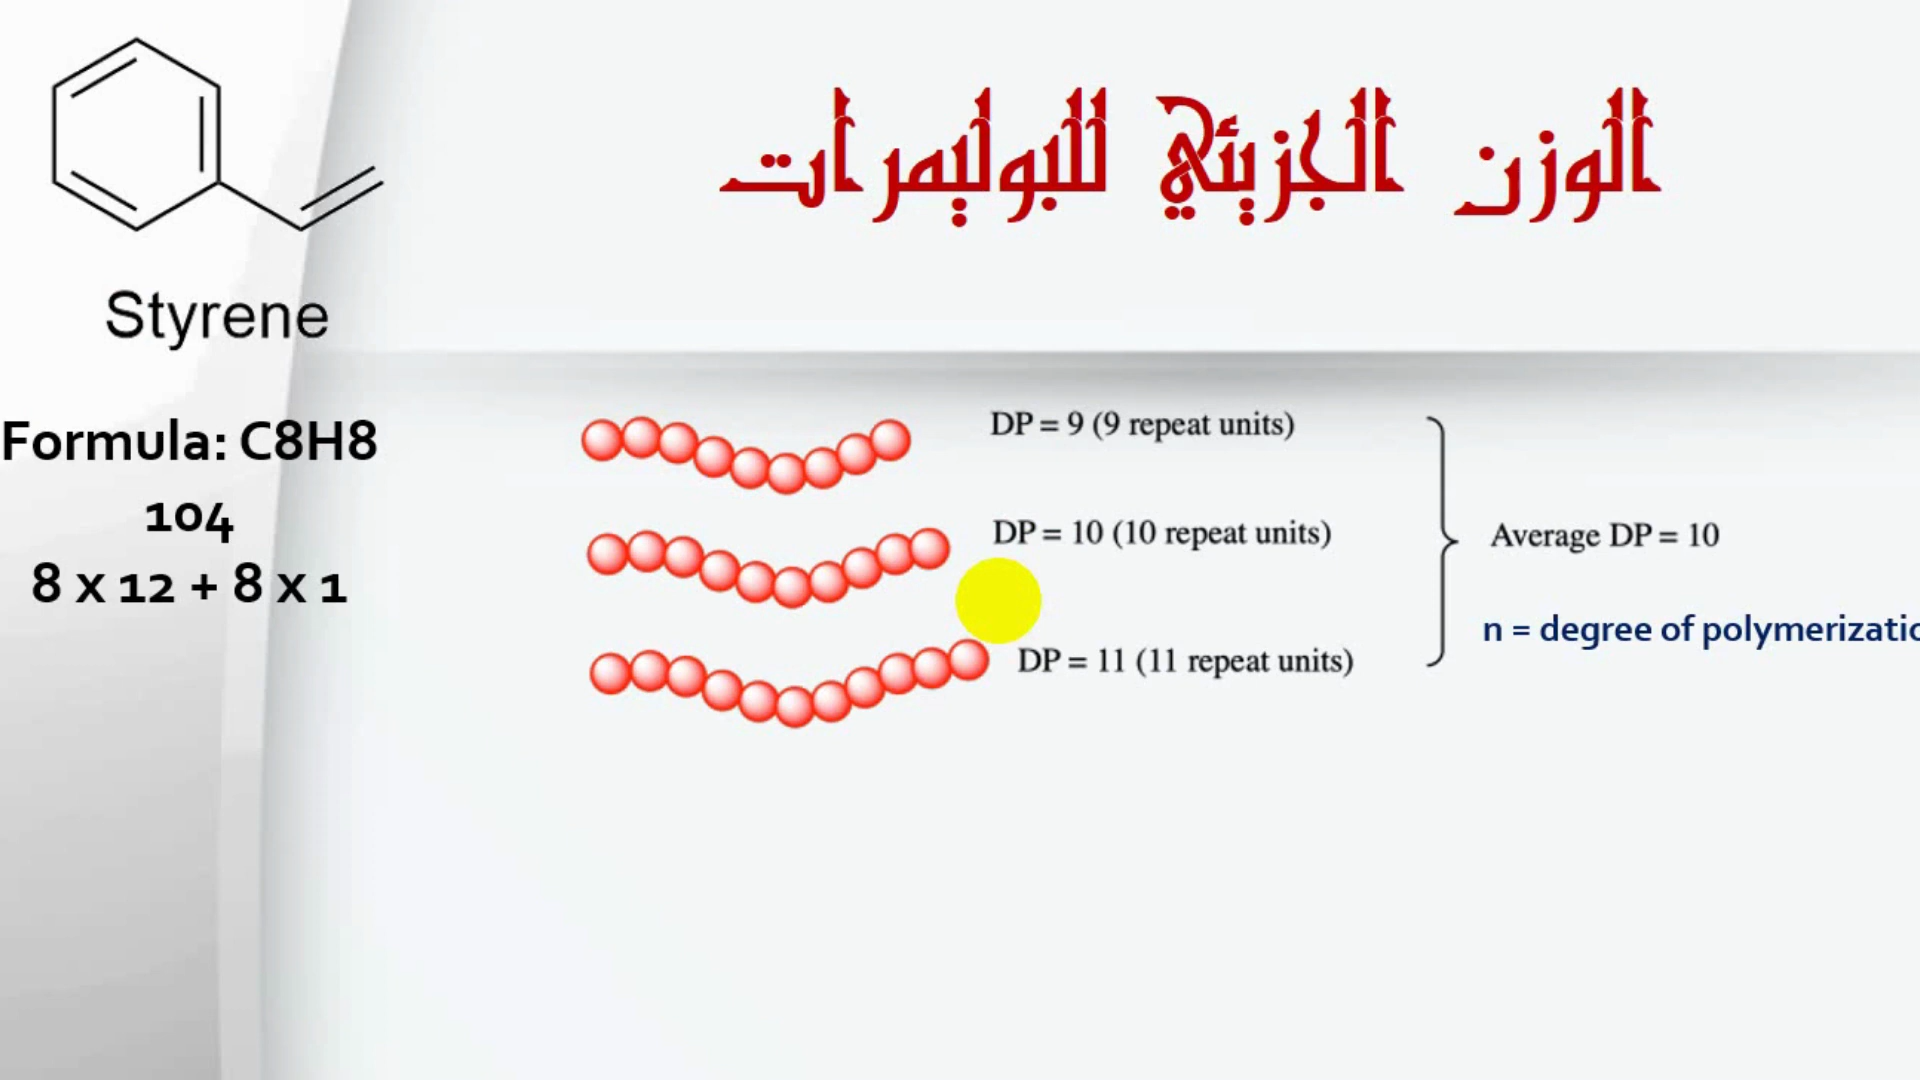 الوزن الجزيئي للبوليمرات
Styrene
Formula: C8H8
104
8 x 12 + 8 x 1
DP = 9 (9 repeat units)
DP = 10 (10 repeat units)
DP = 11 (11 repeat units)
Average DP = 10
n = degree of polymerizatio